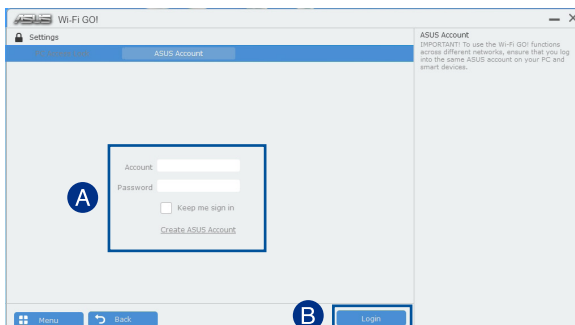 ASUS Wi-Fi GO!
Settings
ASUS Account
ASUS Account
IMPORTANT! To use the Wi-Fi GO! functions
across different networks, ensure that you log
into the same ASUS account on your PC and
smart devices.
Account
Password
Keep me sign in
Create ASUS Account
A
B
Menu
Back
Login